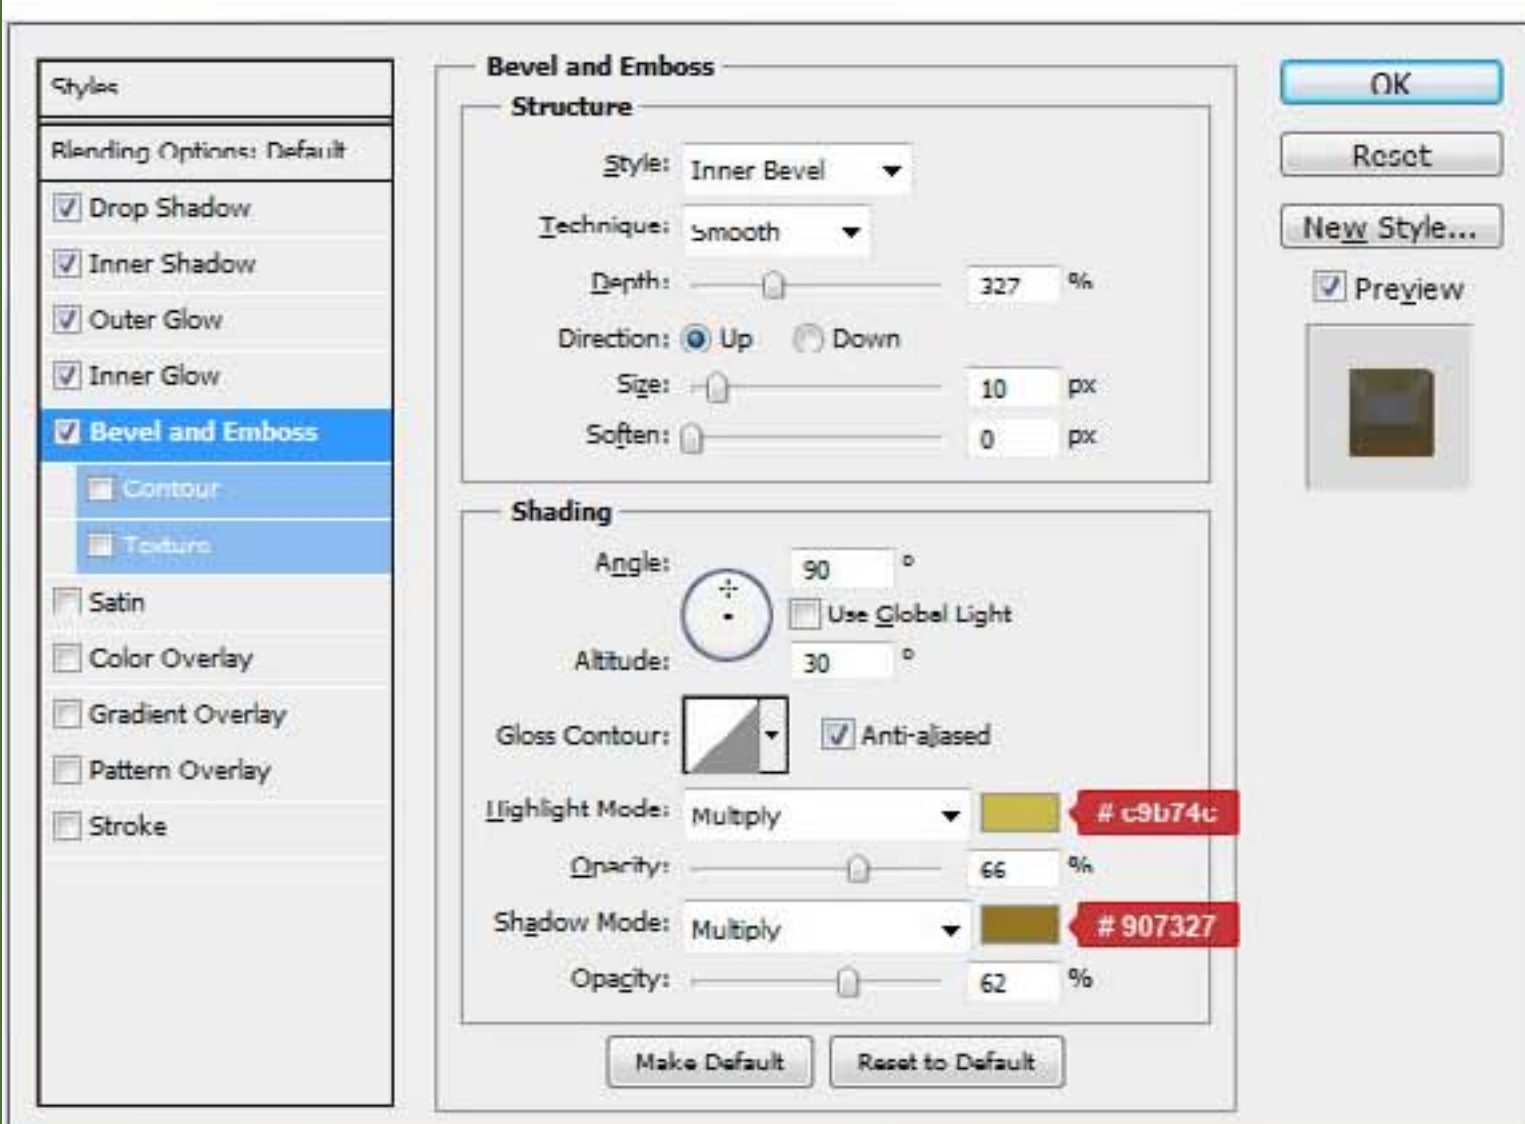 Styles
Blending Options: Default
Drop Shadow
Inner Shadow
Outer Glow
Inner Glow
Bevel and Emboss
Contour
Texture
Satin
Color Overlay
Gradient Overlay
Pattern Overlay
Stroke
Bevel and Emboss
Structure
Style: Inner Bevel
Technique: Smooth
Depth: 327 %
Direction: Up Down
Size: 10 px
Soften: 0 px
Shading
Angle: 90 °
Use Global Light
Altitude: 30 °
Gloss Contour: Anti-aliased
Highlight Mode: Multiply # c9b74c
Opacity: 66 %
Shadow Mode: Multiply # 907327
Opacity: 62 %
Make Default Reset to Default
OK
Reset
New Style...
Preview